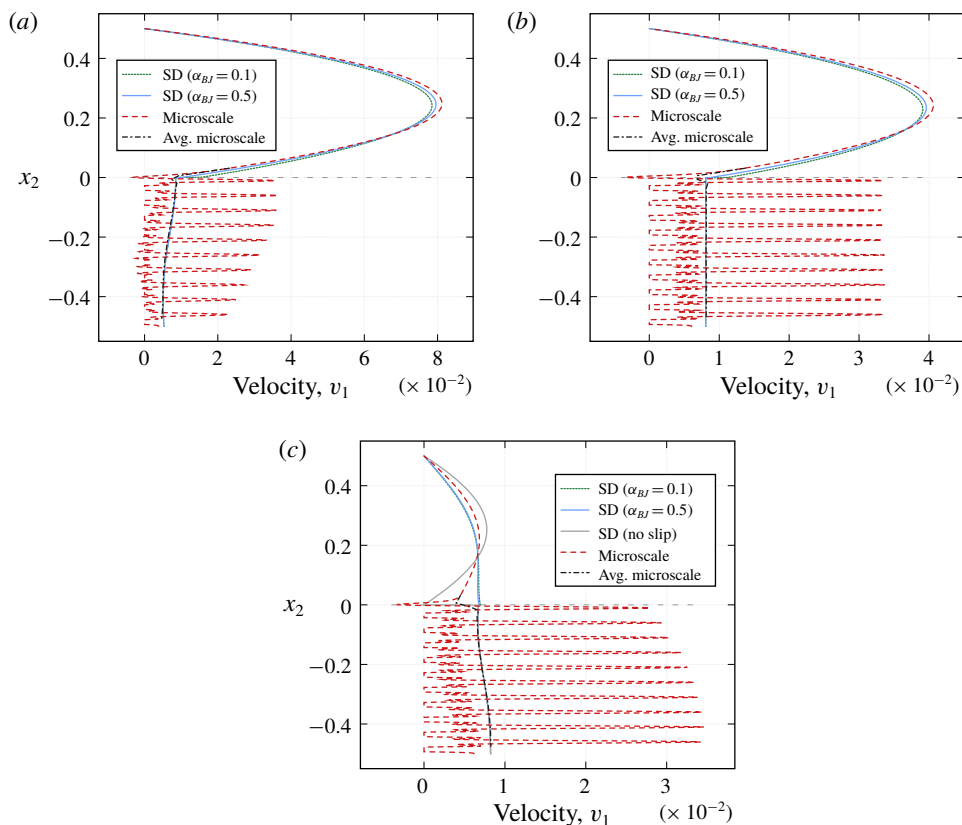 (a)
0.4
0.2
0
−0.2
−0.4
x2
SD (αBJ = 0.1)
SD (αBJ = 0.5)
Microscale
Avg. microscale
0 2 4 6 8
Velocity, v1 (× 10−2)
(b)
0.4
0.2
0
−0.2
−0.4
SD (αBJ = 0.1)
SD (αBJ = 0.5)
Microscale
Avg. microscale
0 1 2 3 4
Velocity, v1 (× 10−2)
(c)
0.4
0.2
0
−0.2
−0.4
x2
SD (αBJ = 0.1)
SD (αBJ = 0.5)
SD (no slip)
Microscale
Avg. microscale
0 1 2 3
Velocity, v1 (× 10−2)